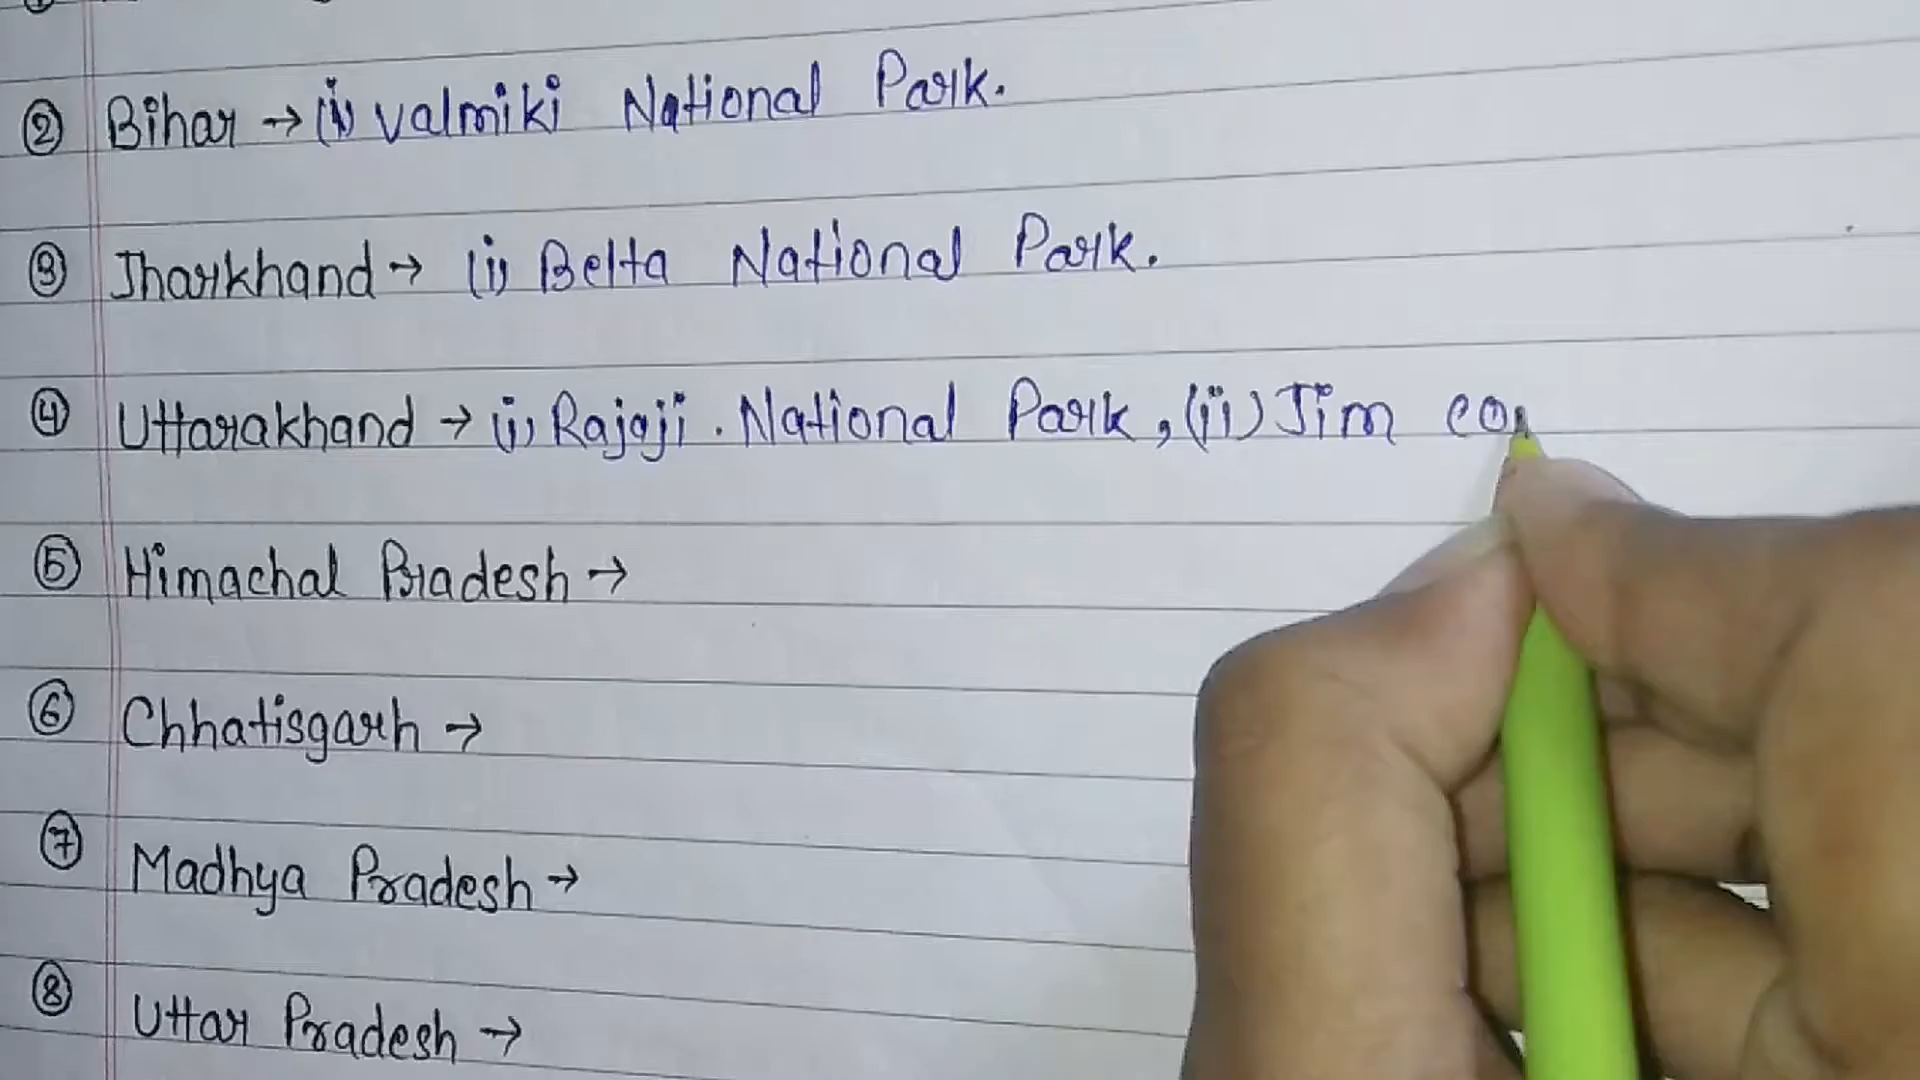 ② Bihar → (i) Valmiki National Park.
③ Jharkhand → (i) Belta National Park.
④ Uttarakhand → (i) Rajaji. National Park, (ii) Jim co
⑤ Himachal Pradesh →
⑥ Chhatisgarh →
⑦ Madhya Pradesh →
⑧ Uttar Pradesh →